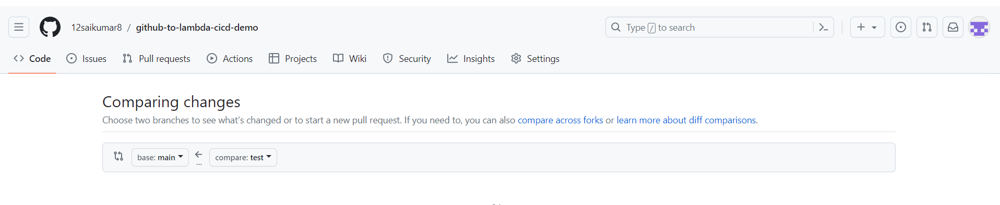 12saikumar8 / github-to-lambda-cicd-demo
Type / to search
Code Issues Pull requests Actions Projects Wiki Security Insights Settings
Comparing changes
Choose two branches to see what's changed or to start a new pull request. If you need to, you can also compare across forks or learn more about diff comparisons.
base: main compare: test
...